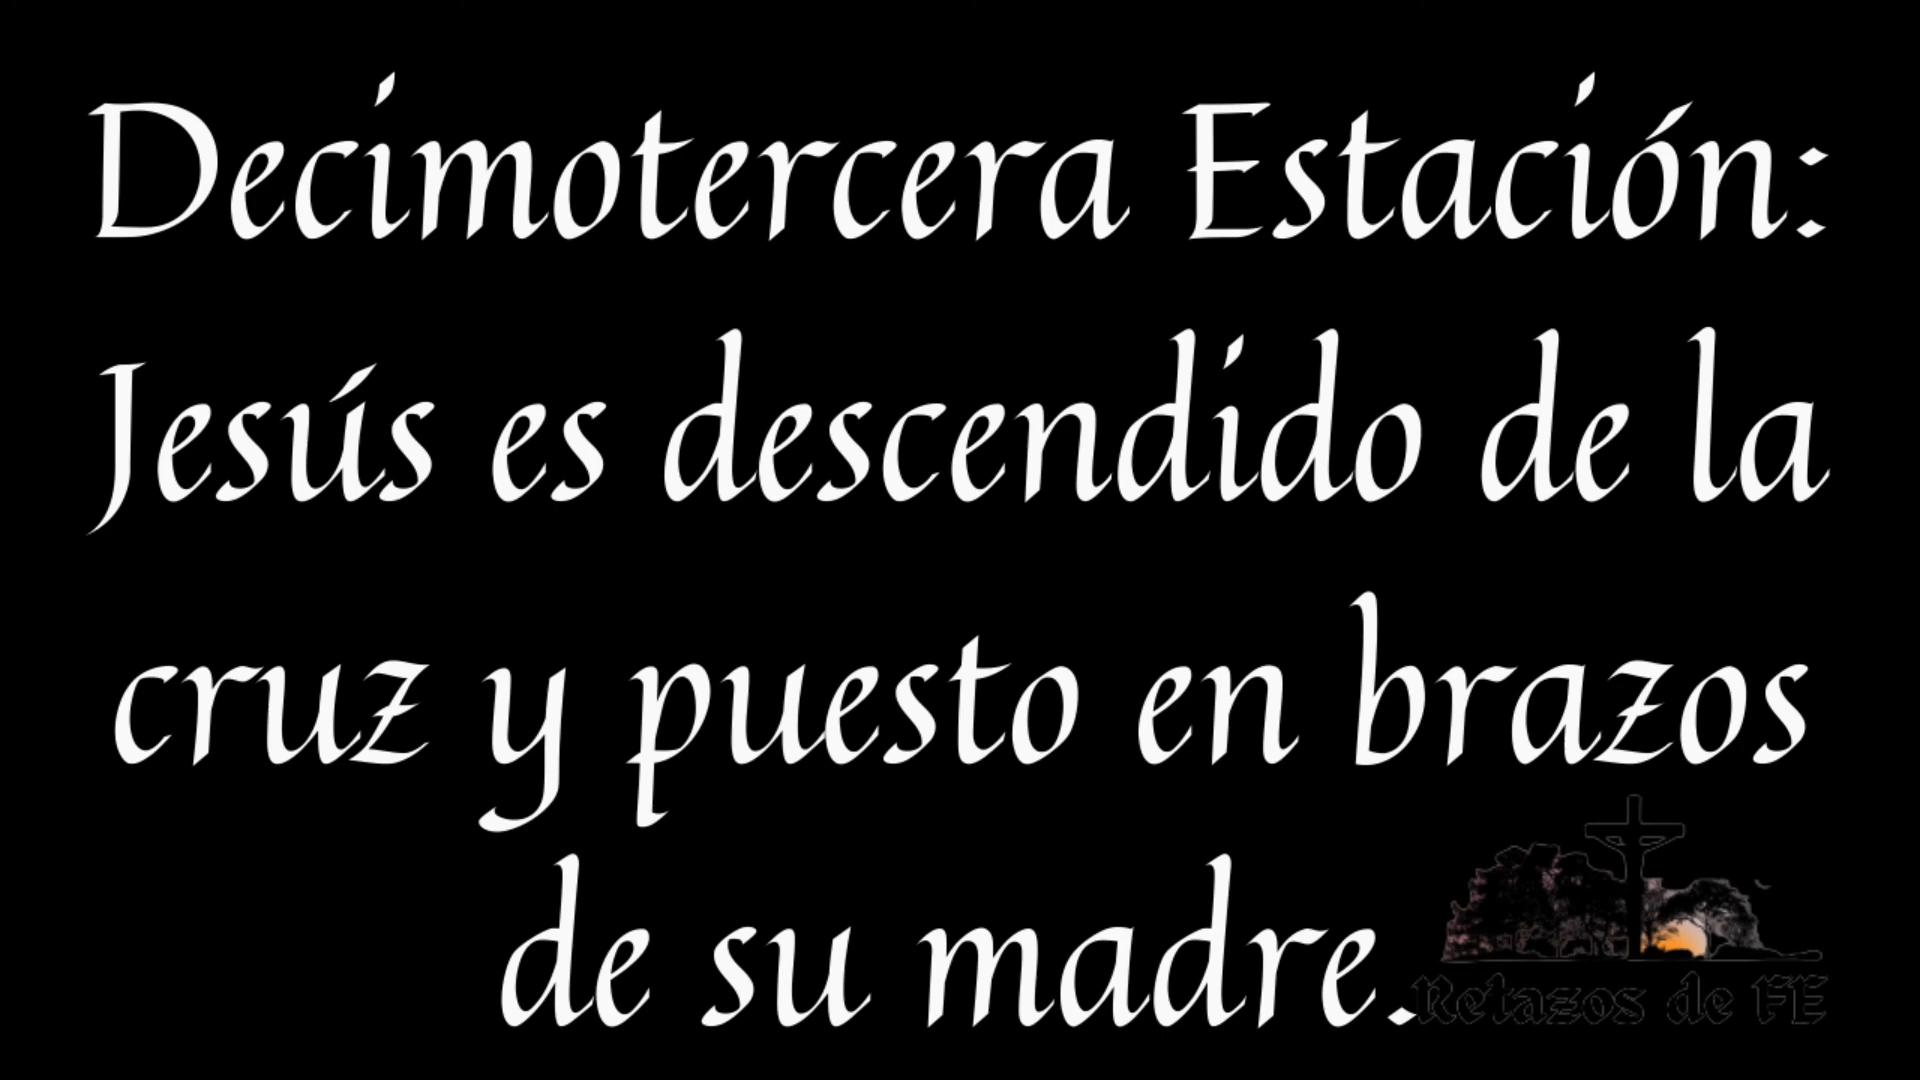 Decimotercera Estación:
Jesús es descendido de la
cruz y puesto en brazos
de su madre.
Retazos de FE